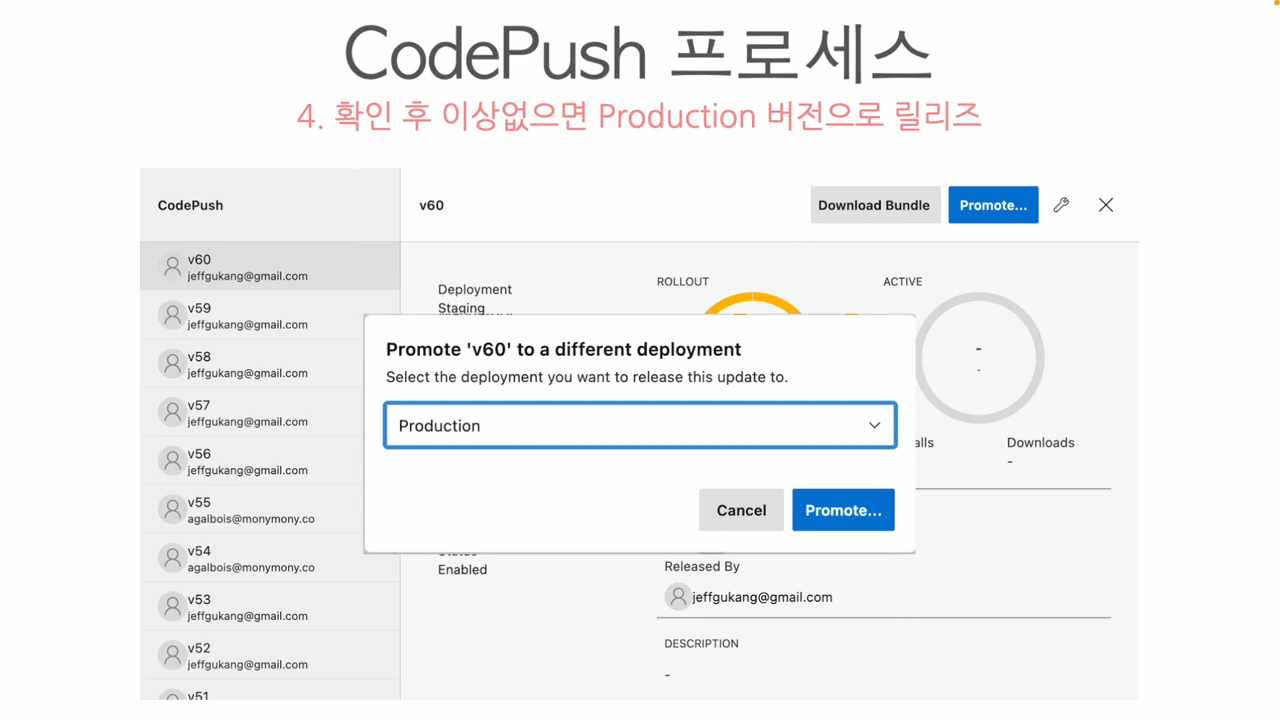 CodePush 프로세스
4. 확인 후 이상없으면 Production 버전으로 릴리즈
CodePush
v60
Download Bundle
Promote...
v60
jeffgukang@gmail.com
v59
jeffgukang@gmail.com
v58
jeffgukang@gmail.com
v57
jeffgukang@gmail.com
v56
jeffgukang@gmail.com
v55
agalbois@monymony.co
v54
agalbois@monymony.co
v53
jeffgukang@gmail.com
v52
jeffgukang@gmail.com
v51
Deployment
Staging
ROLLOUT
ACTIVE
-
-
Promote 'v60' to a different deployment
Select the deployment you want to release this update to.
Production
Cancel
Promote...
Downloads
-
Enabled
Released By
jeffgukang@gmail.com
DESCRIPTION
-